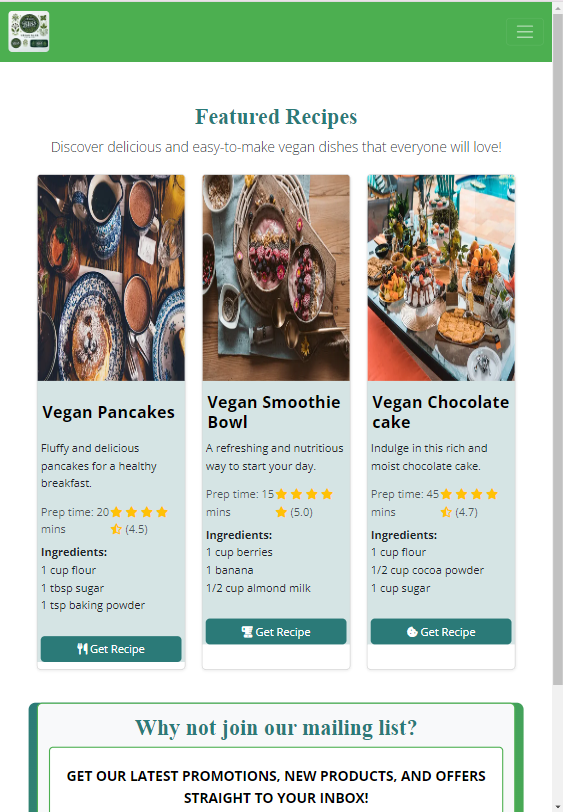 Featured Recipes
Discover delicious and easy-to-make vegan dishes that everyone will love!
Vegan Pancakes
Fluffy and delicious
pancakes for a healthy
breakfast.
Prep time: 20
mins
(4.5)
Ingredients:
1 cup flour
1 tbsp sugar
1 tsp baking powder
Get Recipe
Vegan Smoothie
Bowl
A refreshing and nutritious
way to start your day.
Prep time: 15
mins
(5.0)
Ingredients:
1 cup berries
1 banana
1/2 cup almond milk
Get Recipe
Vegan Chocolate
cake
Indulge in this rich and
moist chocolate cake.
Prep time: 45
mins
(4.7)
Ingredients:
1 cup flour
1/2 cup cocoa powder
1 cup sugar
Get Recipe
Why not join our mailing list?
GET OUR LATEST PROMOTIONS, NEW PRODUCTS, AND OFFERS
STRAIGHT TO YOUR INBOX!